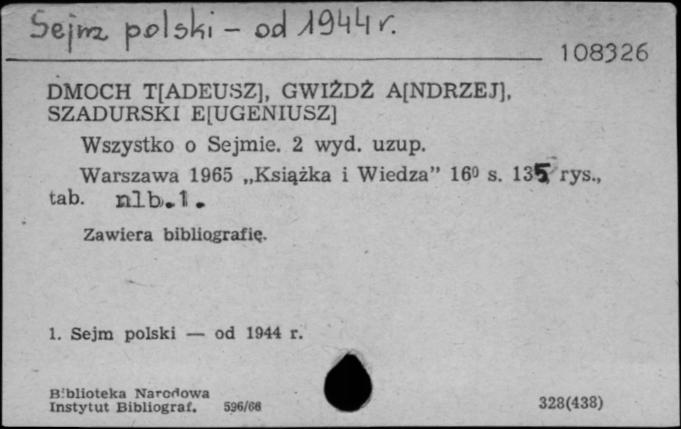 Sejm polski - od 1944 r.
108326
DMOCH T[ADEUSZ], GWIŻDŻ A[NDRZEJ],
SZADURSKI E[UGENIUSZ]
Wszystko o Sejmie. 2 wyd. uzup.
Warszawa 1965 „Książka i Wiedza” 16⁰ s. 135, rys.,
tab. nlb. 1.
Zawiera bibliografię.
1. Sejm polski — od 1944 r.
Biblioteka Narodowa
Instytut Bibliograf. 596/66
328(438)